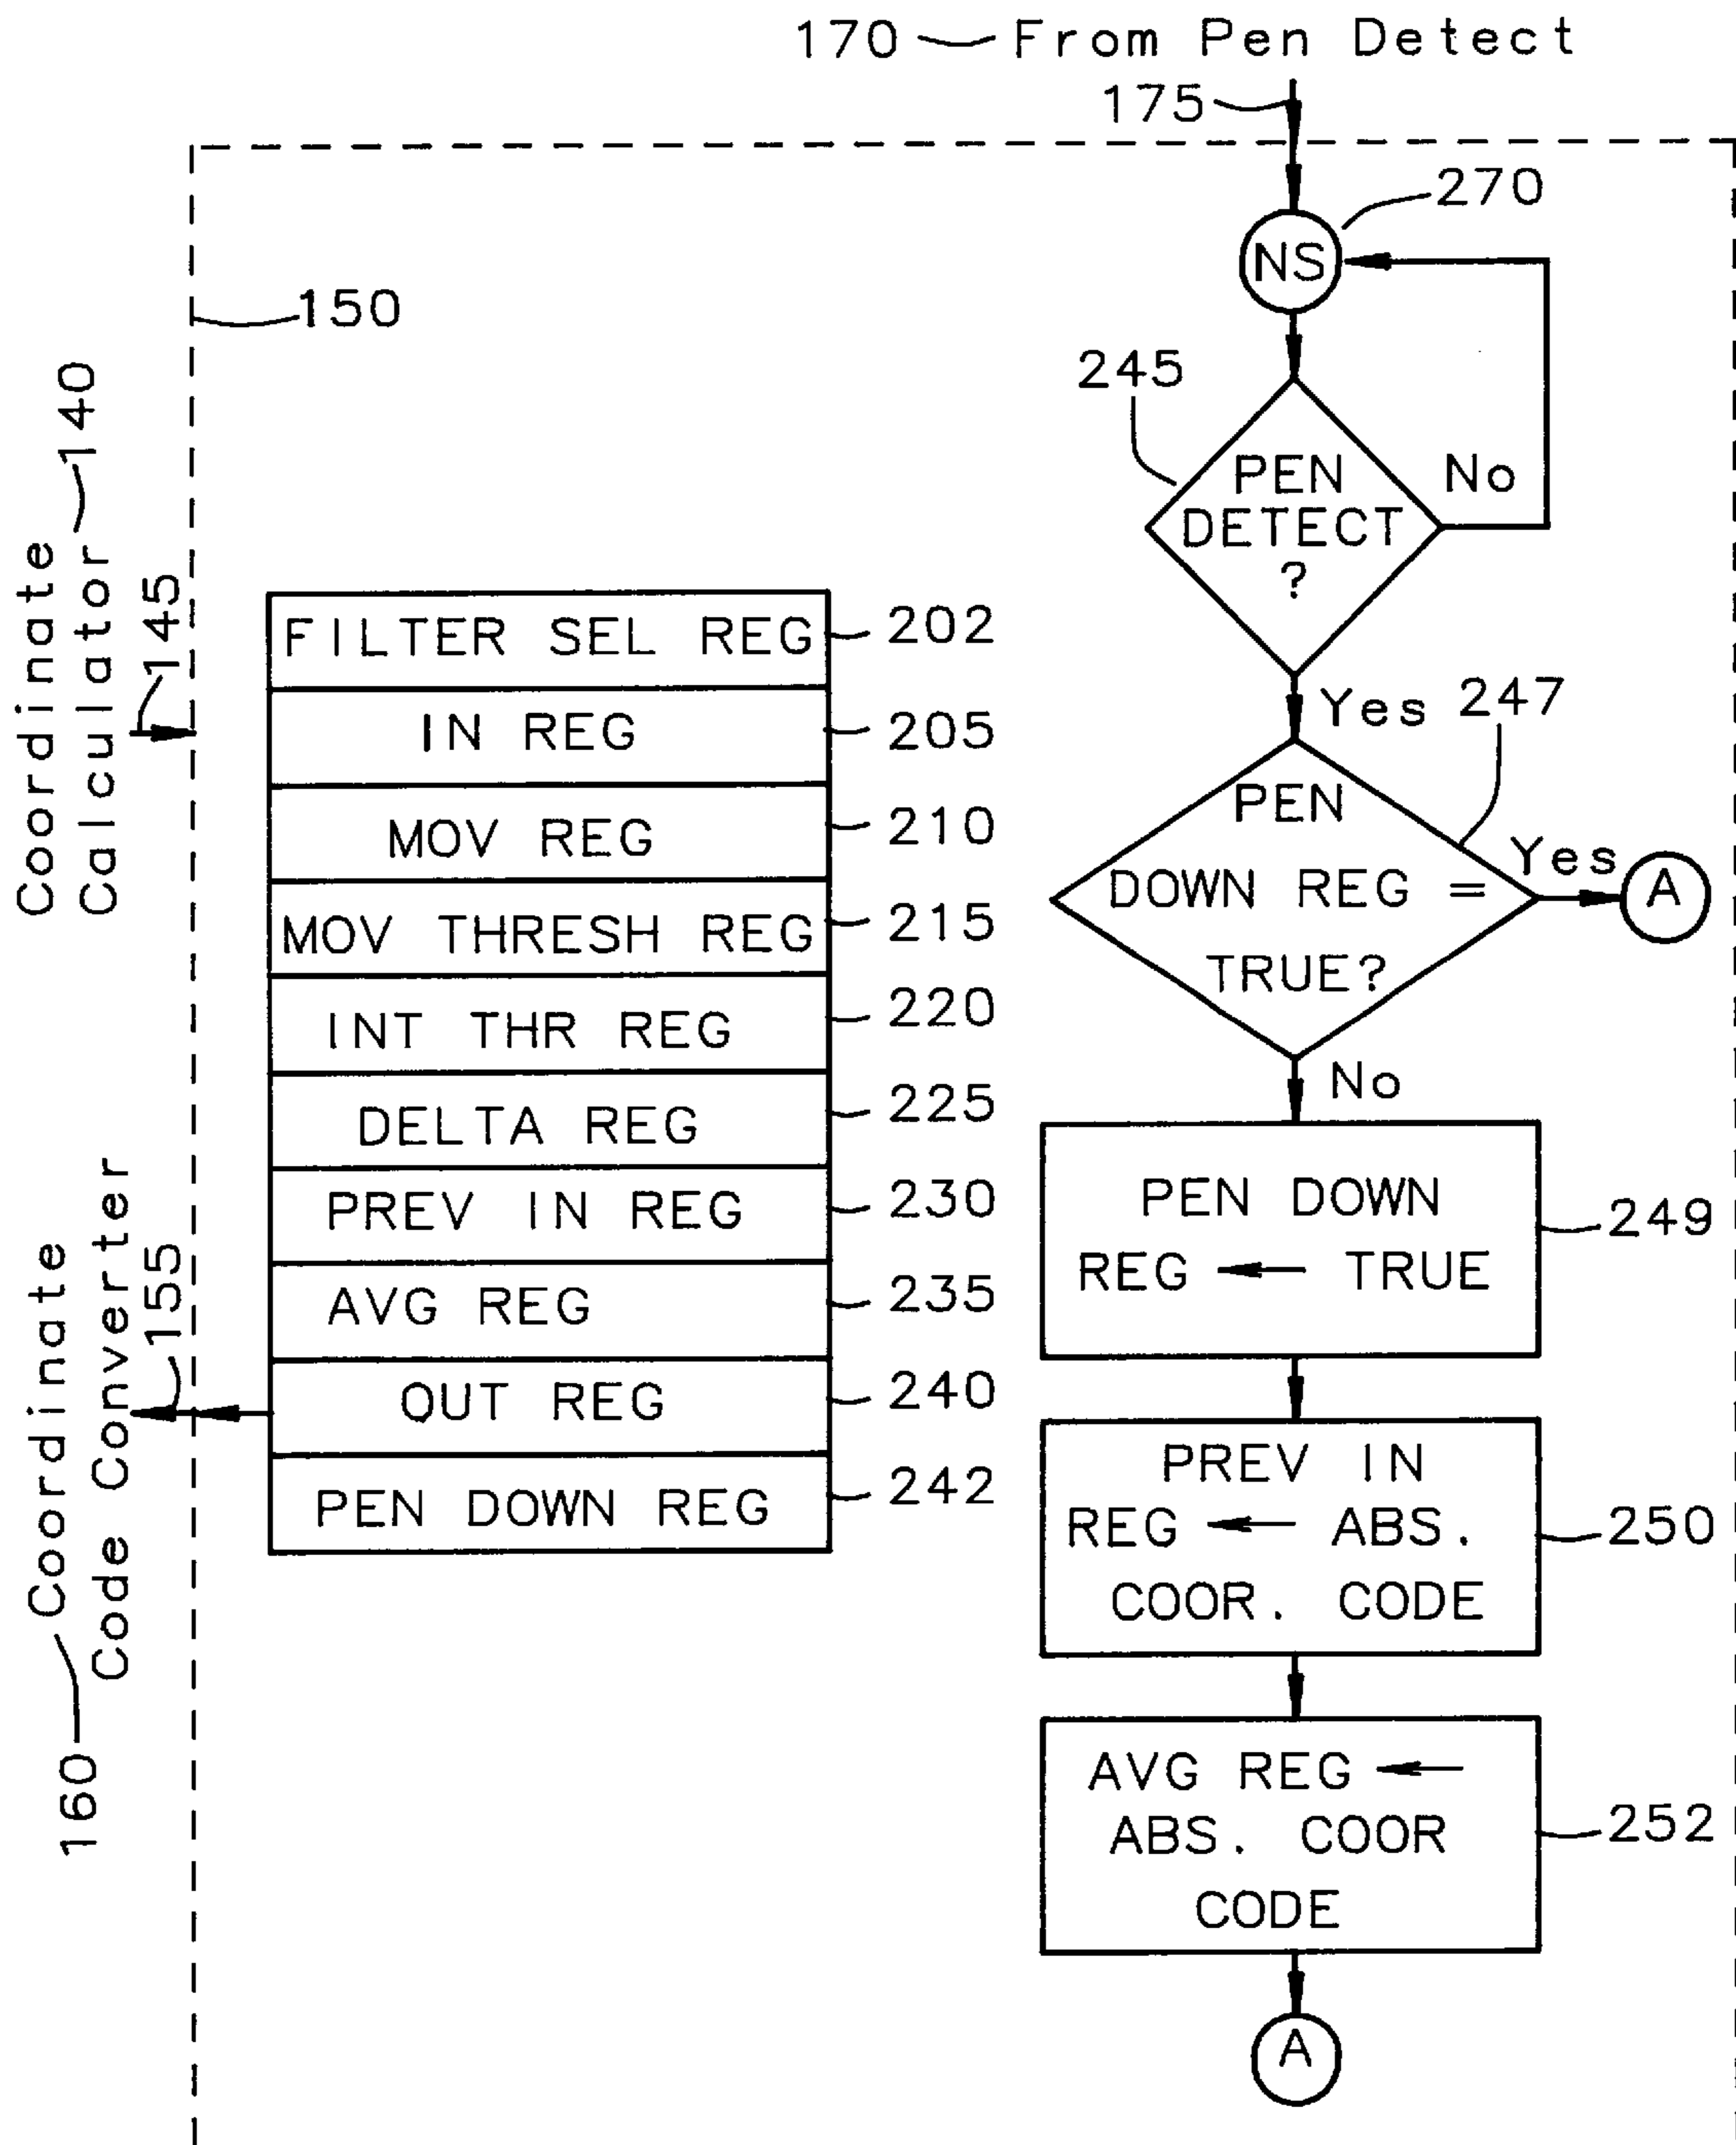 170 From Pen Detect
175
270
NS
150
245
PEN
DETECT
?
No
Yes
247
PEN
DOWN REG =
TRUE?
Yes
A
No
PEN DOWN
REG ← TRUE
249
PREV IN
REG ← ABS.
COOR. CODE
250
AVG REG ←
ABS. COOR
CODE
252
A
Coordinate
Calculator 140
145
FILTER SEL REG 202
IN REG 205
MOV REG 210
MOV THRESH REG 215
INT THR REG 220
DELTA REG 225
PREV IN REG 230
AVG REG 235
OUT REG 240
PEN DOWN REG 242
160 Coordinate
Code Converter
155